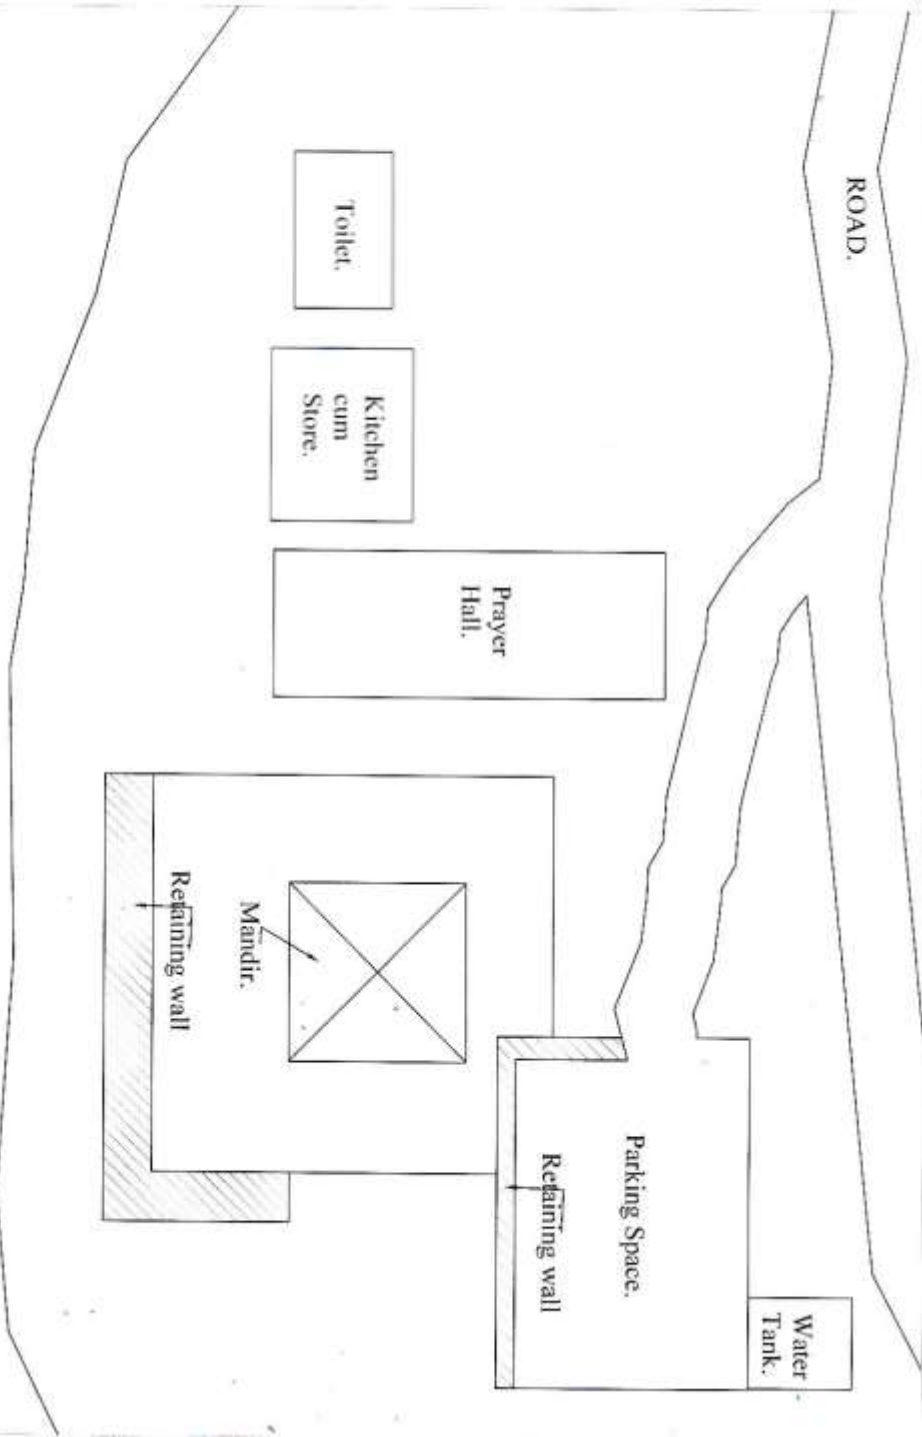 ROAD.
Toilet.
Kitchen
cum
Store.
Prayer
Hall.
Mandir.
Retaining wall
Parking Space.
Retaining wall
Water
Tank.